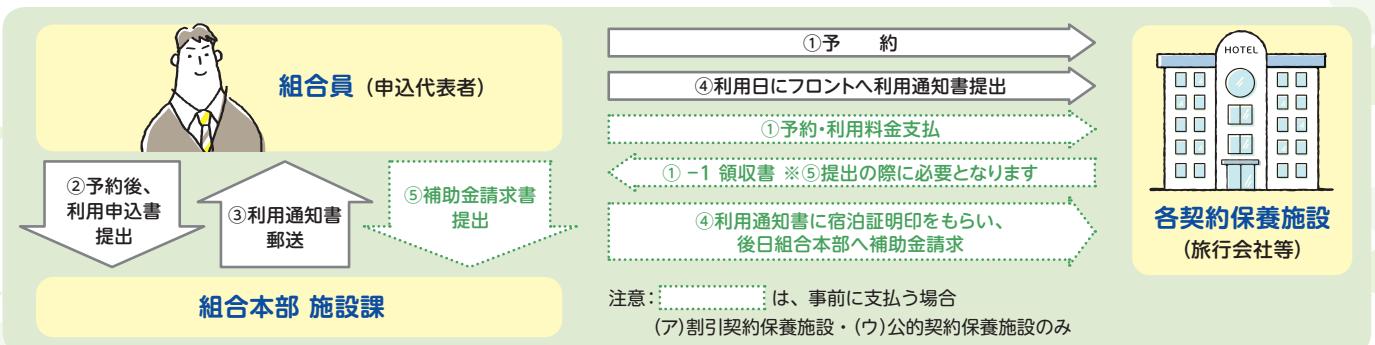 組合員（申込代表者）
①予　　約
④利用日にフロントへ利用通知書提出
①予約・利用料金支払
①－1 領収書 ※⑤提出の際に必要となります
④利用通知書に宿泊証明印をもらい、
後日組合本部へ補助金請求
HOTEL
各契約保養施設
（旅行会社等）
②予約後、
利用申込書
提出
③利用通知書
郵送
⑤補助金請求書
提出
組合本部 施設課
注意：　　　　は、事前に支払う場合
（ア）割引契約保養施設・（ウ）公的契約保養施設のみ